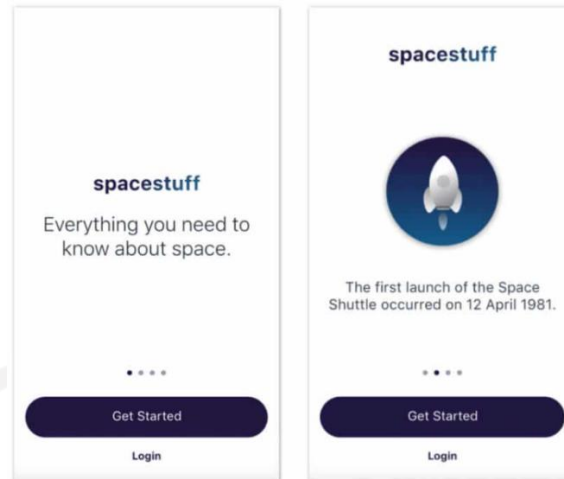 spacestuff
Everything you need to
know about space.
Get Started
Login
spacestuff
The first launch of the Space
Shuttle occurred on 12 April 1981.
Get Started
Login